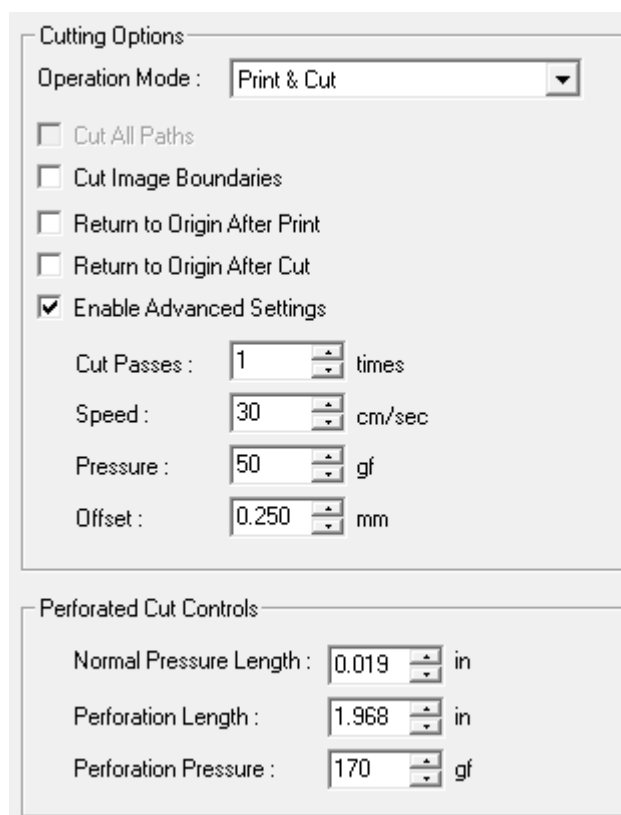 Cutting Options
Operation Mode : Print & Cut
Cut All Paths
Cut Image Boundaries
Return to Origin After Print
Return to Origin After Cut
Enable Advanced Settings
Cut Passes : 1 times
Speed : 30 cm/sec
Pressure : 50 gf
Offset : 0.250 mm
Perforated Cut Controls
Normal Pressure Length : 0.019 in
Perforation Length : 1.968 in
Perforation Pressure : 170 gf